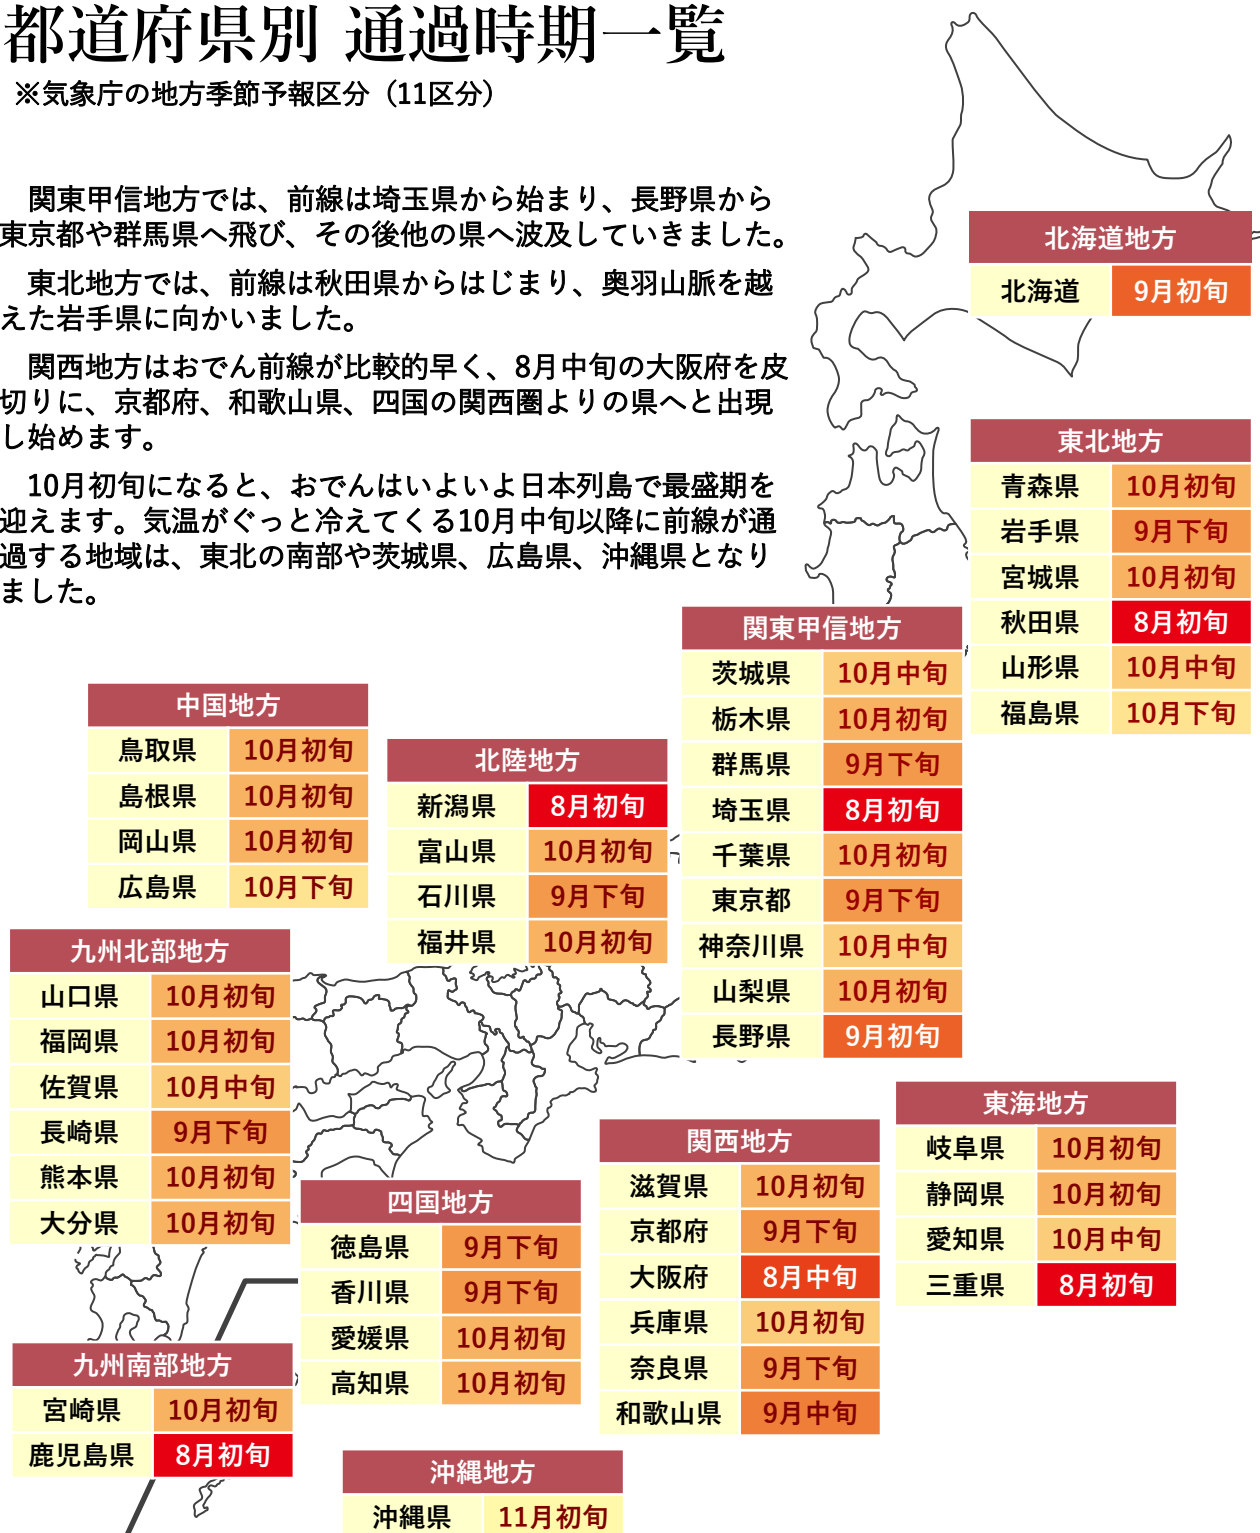 都道府県別 通過時期一覧
※気象庁の地方季節予報区分（11区分）
関東甲信地方では、前線は埼玉県から始まり、長野県から
東京都や群馬県へ飛び、その後他の県へ波及していきました。
東北地方では、前線は秋田県からはじまり、奥羽山脈を越
えた岩手県に向かいました。
関西地方はおでん前線が比較的早く、8月中旬の大阪府を皮
切りに、京都府、和歌山県、四国の関西圏よりの県へと出現
し始めます。
10月初旬になると、おでんはいよいよ日本列島で最盛期を
迎えます。気温がぐっと冷えてくる10月中旬以降に前線が通
過する地域は、東北の南部や茨城県、広島県、沖縄県となり
ました。
北海道地方
北海道 9月初旬
東北地方
青森県 10月初旬
岩手県 9月下旬
宮城県 10月初旬
秋田県 8月初旬
山形県 10月中旬
福島県 10月下旬
関東甲信地方
茨城県 10月中旬
栃木県 10月初旬
群馬県 9月下旬
埼玉県 8月初旬
千葉県 10月初旬
東京都 9月下旬
神奈川県 10月中旬
山梨県 10月初旬
長野県 9月初旬
中国地方
鳥取県 10月初旬
島根県 10月初旬
岡山県 10月初旬
広島県 10月下旬
北陸地方
新潟県 8月初旬
富山県 10月初旬
石川県 9月下旬
福井県 10月初旬
九州北部地方
山口県 10月初旬
福岡県 10月初旬
佐賀県 10月中旬
長崎県 9月下旬
熊本県 10月初旬
大分県 10月初旬
東海地方
岐阜県 10月初旬
静岡県 10月初旬
愛知県 10月中旬
三重県 8月初旬
関西地方
滋賀県 10月初旬
京都府 9月下旬
大阪府 8月中旬
兵庫県 10月初旬
奈良県 9月下旬
和歌山県 9月中旬
四国地方
徳島県 9月下旬
香川県 9月下旬
愛媛県 10月初旬
高知県 10月初旬
九州南部地方
宮崎県 10月初旬
鹿児島県 8月初旬
沖縄地方
沖縄県 11月初旬